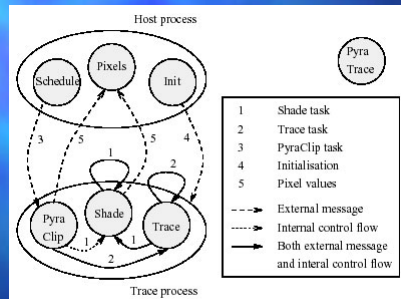 Host process
Schedule
Pixels
Init
Pyra
Trace
3
5
5
4
1
2
Pyra
Clip
Shade
Trace
1
1
2
Trace process
1 Shade task
2 Trace task
3 PyraClip task
4 Initialisation
5 Pixel values
External message
Internal control flow
Both external message
and interal control flow